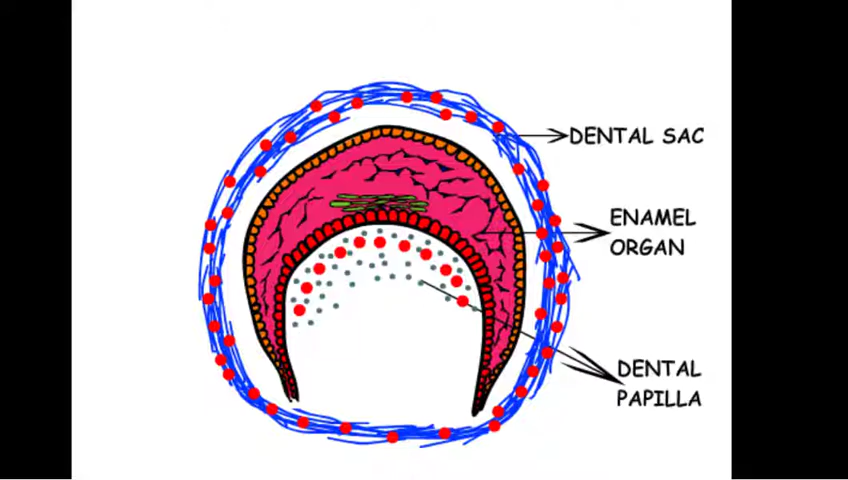 DENTAL SAC
ENAMEL
ORGAN
DENTAL
PAPILLA